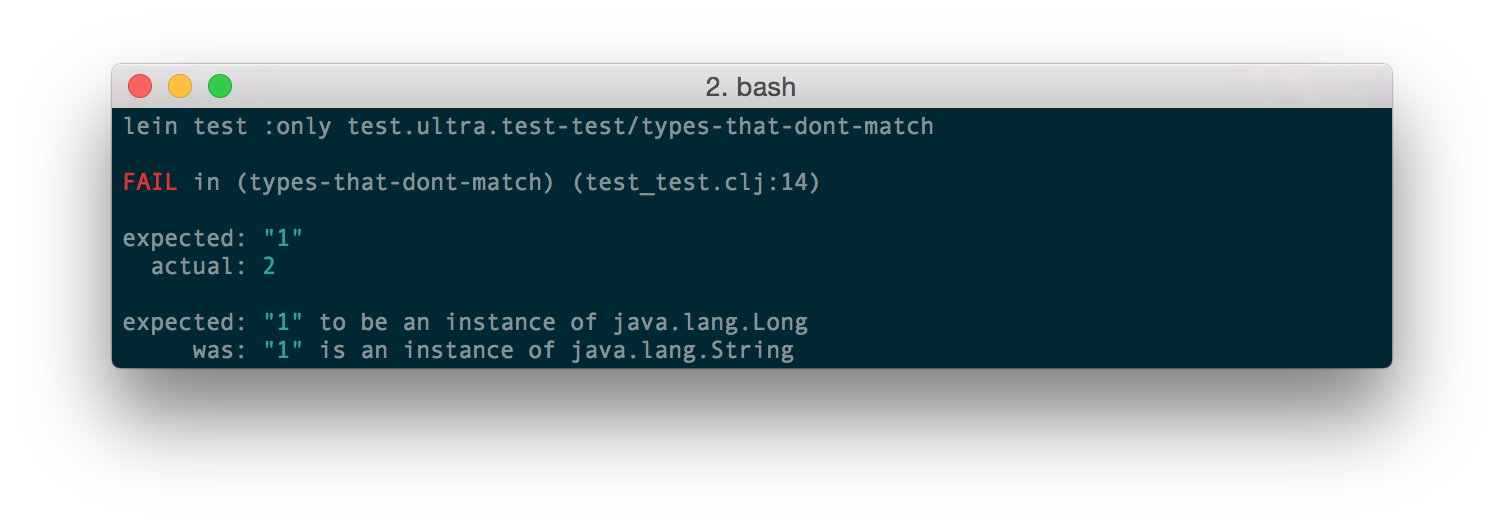 2. bash
lein test :only test.ultra.test-test/types-that-dont-match
FAIL in (types-that-dont-match) (test_test.clj:14)
expected: "1"
actual: 2
expected: "1" to be an instance of java.lang.Long
was: "1" is an instance of java.lang.String